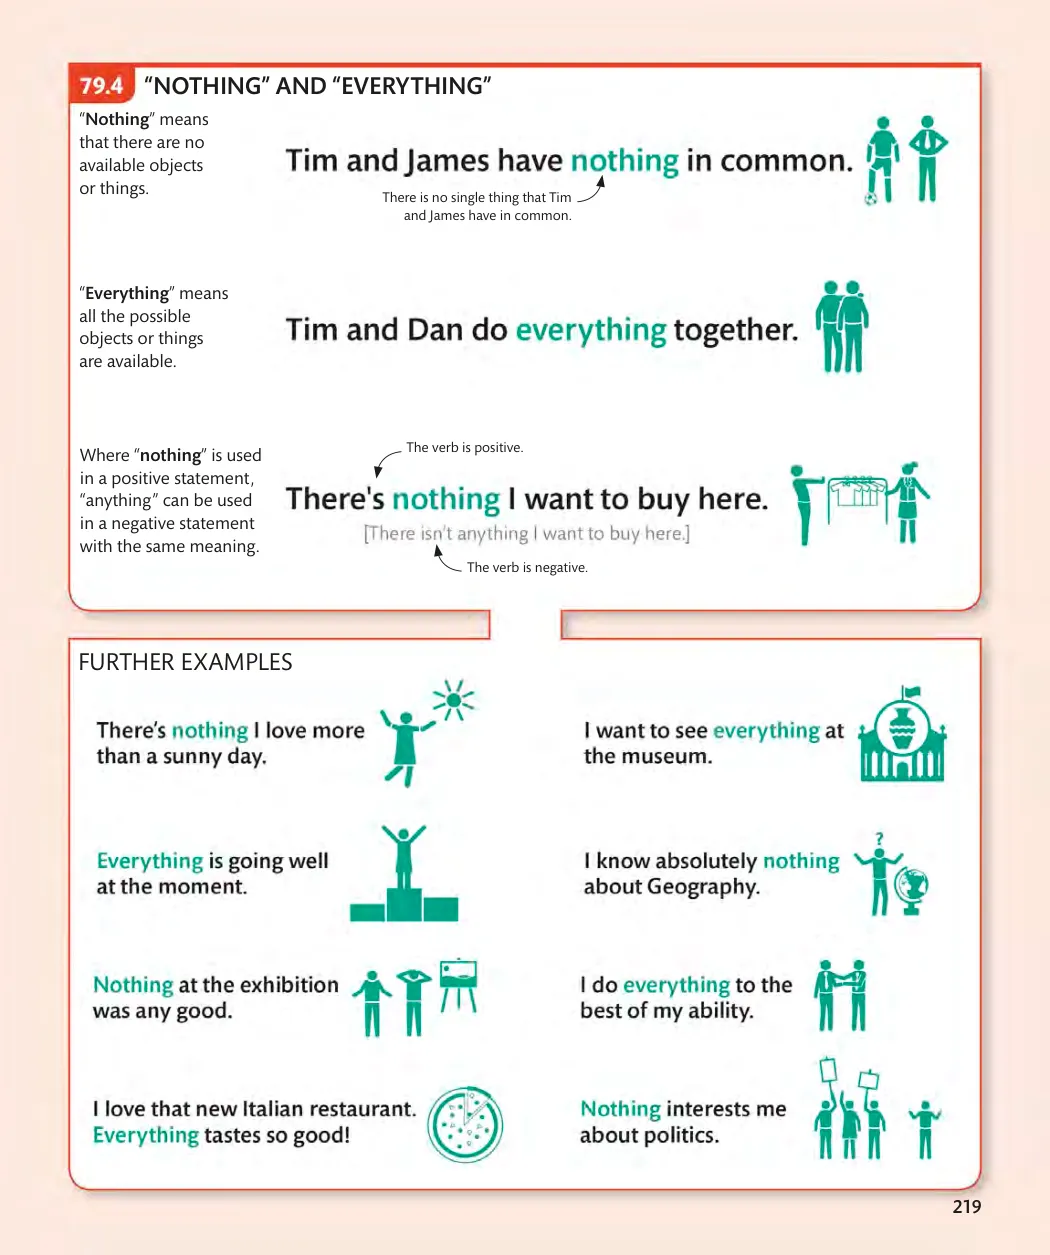 79.4 “NOTHING” AND “EVERYTHING”
“Nothing” means
that there are no
available objects
or things.
Tim and James have nothing in common.
There is no single thing that Tim
and James have in common.
“Everything” means
all the possible
objects or things
are available.
Tim and Dan do everything together.
Where “nothing” is used
in a positive statement,
“anything” can be used
in a negative statement
with the same meaning.
The verb is positive.
There's nothing I want to buy here.
[There isn't anything I want to buy here.]
The verb is negative.
FURTHER EXAMPLES
There's nothing I love more
than a sunny day.
I want to see everything at
the museum.
Everything is going well
at the moment.
?
I know absolutely nothing
about Geography.
Nothing at the exhibition
was any good.
I do everything to the
best of my ability.
I love that new Italian restaurant.
Everything tastes so good!
Nothing interests me
about politics.
219